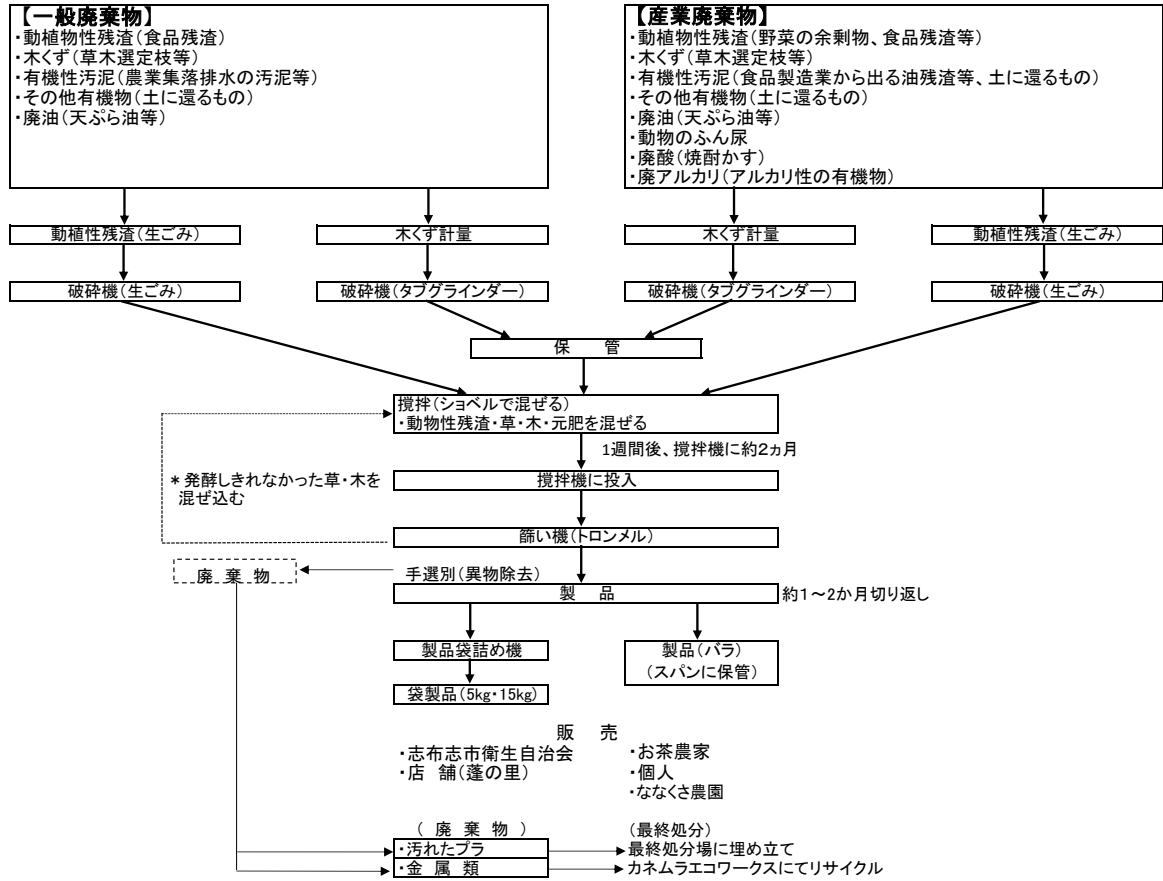 【一般廃棄物】
・動植物性残渣(食品残渣)
・木くず(草木選定枝等)
・有機性汚泥(農業集落排水の汚泥等)
・その他有機物(土に還るもの)
・廃油(天ぷら油等)
【産業廃棄物】
・動植物性残渣(野菜の余剰物、食品残渣等)
・木くず(草木選定枝等)
・有機性汚泥(食品製造業から出る油残渣等、土に還るもの)
・その他有機物(土に還るもの)
・廃油(天ぷら油等)
・動物のふん尿
・廃酸(焼酎かす)
・廃アルカリ(アルカリ性の有機物)
動植性残渣(生ごみ)
木くず計量
木くず計量
動植性残渣(生ごみ)
破砕機(生ごみ)
破砕機(タブグラインダー)
破砕機(タブグラインダー)
破砕機(生ごみ)
保 管
撹拌(ショベルで混ぜる)
・動物性残渣・草・木・元肥を混ぜる
1週間後、撹拌機に約2ヵ月
*発酵しきれなかった草・木を
混ぜ込む
撹拌機に投入
篩い機(トロンメル)
廃 棄 物
手選別(異物除去)
製 品
約1~2か月切り返し
製品袋詰め機
製品(バラ)
(スパンに保管)
袋製品(5kg・15kg)
販 売
・志布志市衛生自治会
・店 舗(蓬の里)
・お茶農家
・個人
・ななくさ農園
( 廃 棄 物 )
(最終処分)
・汚れたプラ
最終処分場に埋め立て
・金 属 類
カネムラエコワークスにてリサイクル